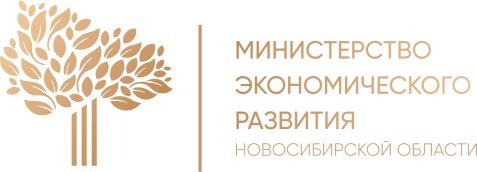 МИНИСТЕРСТВО
ЭКОНОМИЧЕСКОГО
РАЗВИТИЯ
НОВОСИБИРСКОЙ ОБЛАСТИ